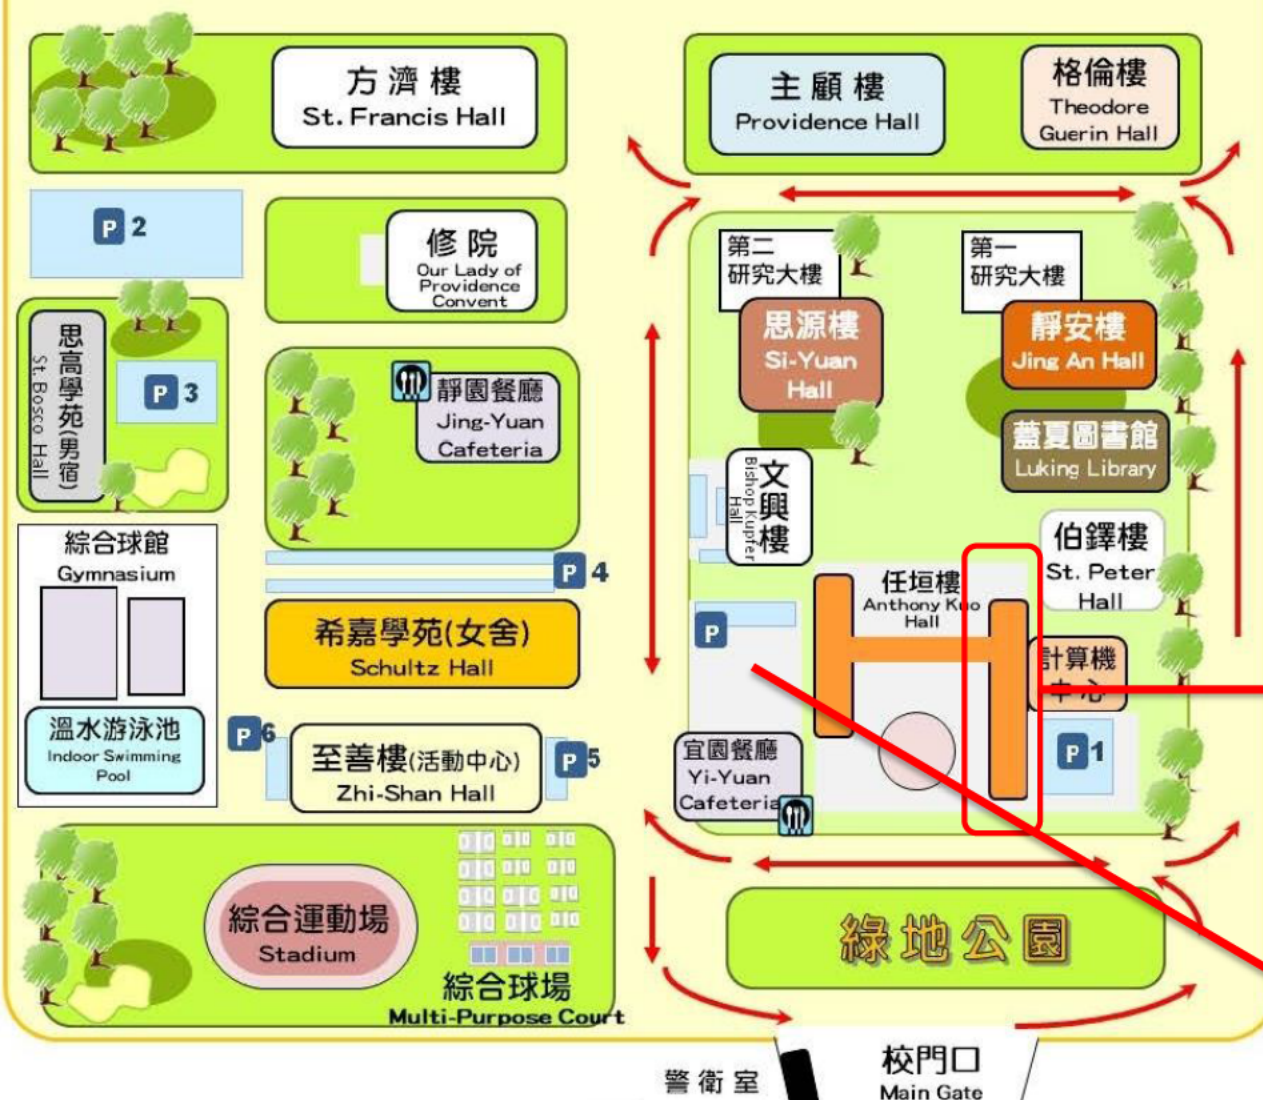 方濟樓
St. Francis Hall
主顧樓
Providence Hall
格倫樓
Theodore
Guerin Hall
P 2
修院
Our Lady of
Providence
Convent
第二
研究大樓
第一
研究大樓
思源樓
Si-Yuan
Hall
靜安樓
Jing An Hall
思高學苑(男宿)
St. Bosco Hall
P 3
靜園餐廳
Jing-Yuan
Cafeteria
蓋夏圖書館
Luking Library
文興樓
Bishop Kupfer
Hall
綜合球館
Gymnasium
P 4
伯鐸樓
St. Peter
Hall
任垣樓
Anthony Kuo
Hall
希嘉學苑(女舍)
Schultz Hall
P
計算機
中心
溫水游泳池
Indoor Swimming
Pool
P6
至善樓(活動中心)
Zhi-Shan Hall
P5
宜園餐廳
Yi-Yuan
Cafeteria
P1
綜合運動場
Stadium
綜合球場
Multi-Purpose Court
綠地公園
警衛室
校門口
Main Gate